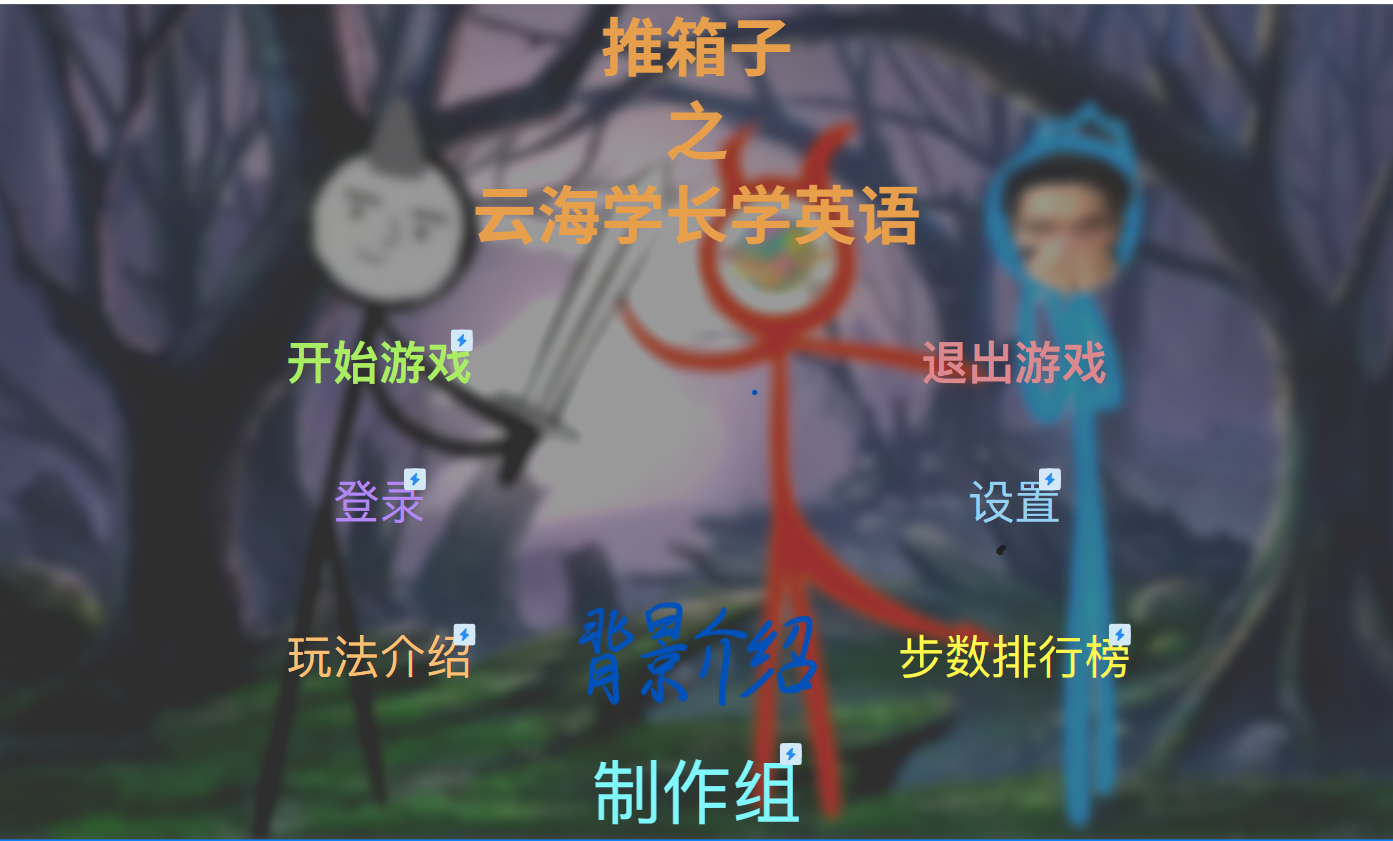 推箱子
之
云海学长学英语
开始游戏
退出游戏
登录
设置
玩法介绍
背景介绍
步数排行榜
制作组